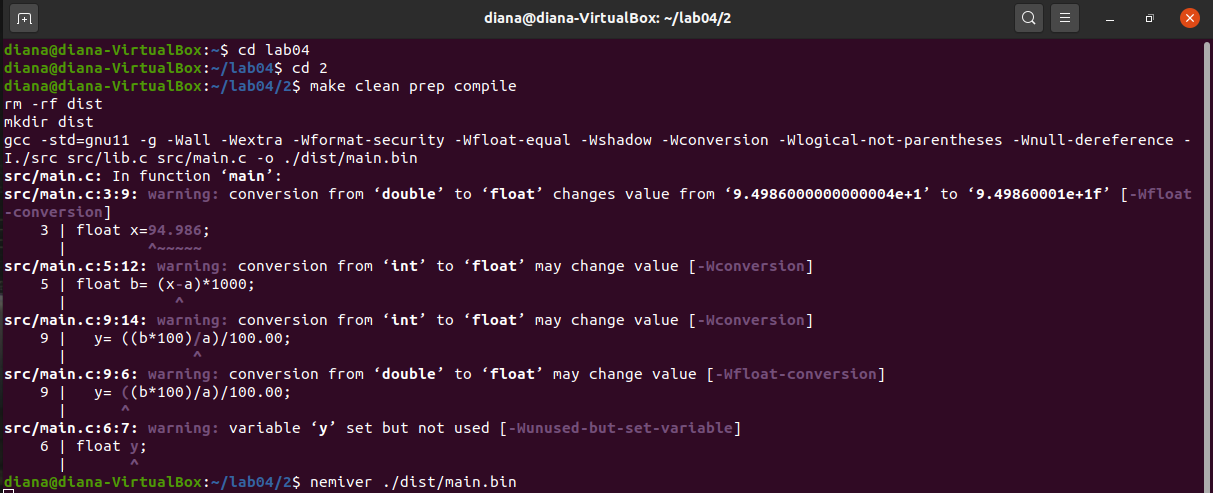 diana@diana-VirtualBox: ~/lab04/2
diana@diana-VirtualBox:~$ cd lab04
diana@diana-VirtualBox:~/lab04$ cd 2
diana@diana-VirtualBox:~/lab04/2$ make clean prep compile
rm -rf dist
mkdir dist
gcc -std=gnu11 -g -Wall -Wextra -Wformat-security -Wfloat-equal -Wshadow -Wconversion -Wlogical-not-parentheses -Wnull-dereference -
I./src src/lib.c src/main.c -o ./dist/main.bin
src/main.c: In function ‘main’:
src/main.c:3:9: warning: conversion from ‘double’ to ‘float’ changes value from ‘9.4986000000000004e+1’ to ‘9.49860001e+1f’ [-Wfloat
-conversion]
    3 | float x=94.986;
      |         ^~~~~~
src/main.c:5:12: warning: conversion from ‘int’ to ‘float’ may change value [-Wconversion]
    5 | float b= (x-a)*1000;
      |            ^
src/main.c:9:14: warning: conversion from ‘int’ to ‘float’ may change value [-Wconversion]
    9 |   y= ((b*100)/a)/100.00;
      |              ^
src/main.c:9:6: warning: conversion from ‘double’ to ‘float’ may change value [-Wfloat-conversion]
    9 |   y= ((b*100)/a)/100.00;
      |      ^
src/main.c:6:7: warning: variable ‘y’ set but not used [-Wunused-but-set-variable]
    6 | float y;
      |       ^
diana@diana-VirtualBox:~/lab04/2$ nemiver ./dist/main.bin